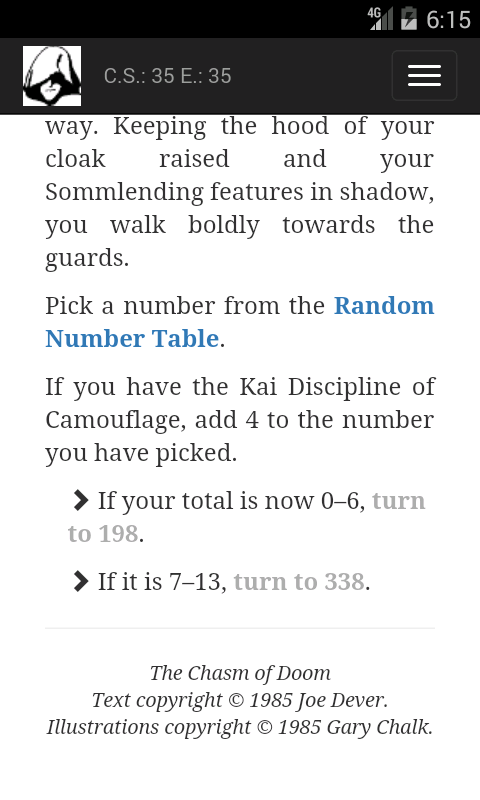 4G 6:15
C.S.: 35 E.: 35
way. Keeping the hood of your
cloak raised and your
Sommlending features in shadow,
you walk boldly towards the
guards.
Pick a number from the Random
Number Table.
If you have the Kai Discipline of
Camouflage, add 4 to the number
you have picked.
If your total is now 0–6, turn
to 198.
If it is 7–13, turn to 338.
The Chasm of Doom
Text copyright © 1985 Joe Dever.
Illustrations copyright © 1985 Gary Chalk.